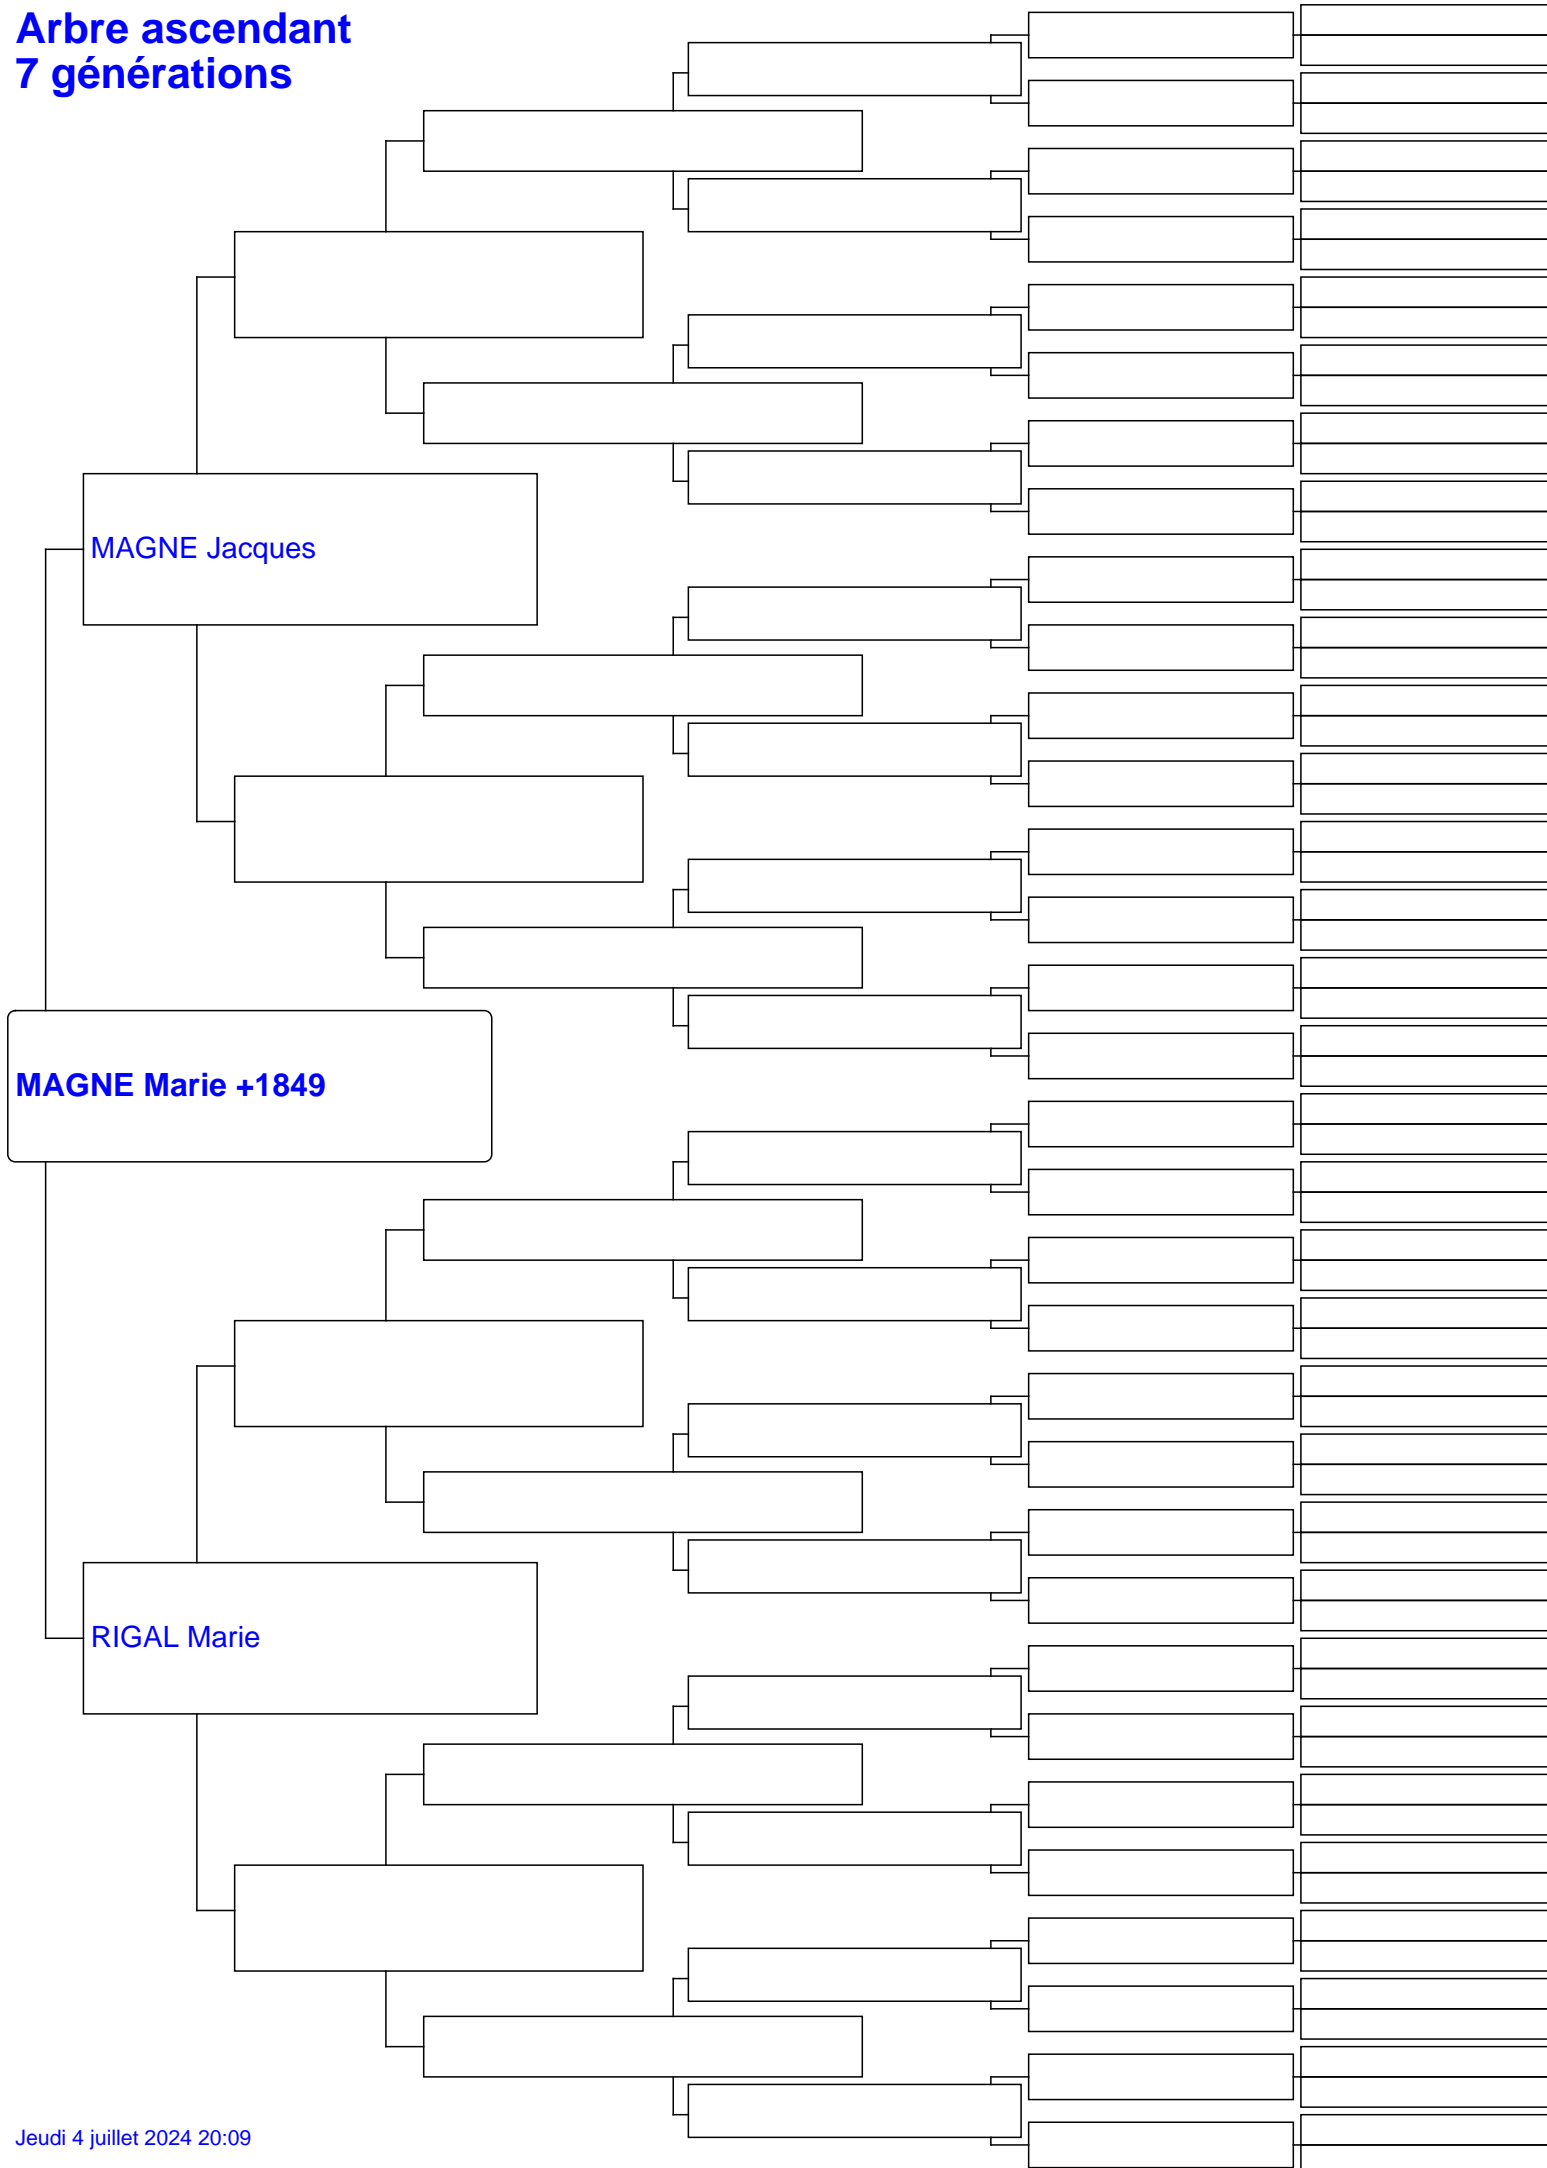 Arbre ascendant
7 générations
MAGNE Jacques
MAGNE Marie +1849
RIGAL Marie
Jeudi 4 juillet 2024 20:09